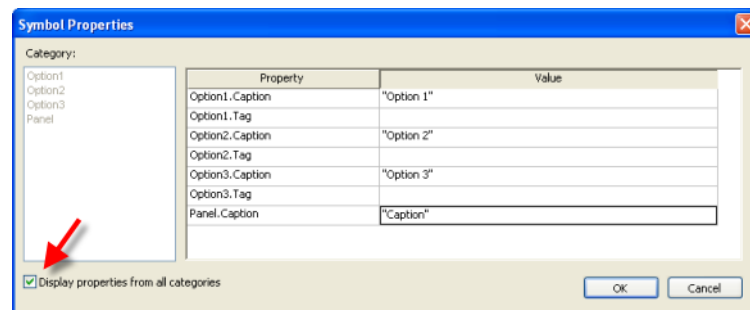 Symbol Properties
Category:
Option1
Option2
Option3
Panel
Property Value
Option1.Caption "Option 1"
Option1.Tag
Option2.Caption "Option 2"
Option2.Tag
Option3.Caption "Option 3"
Option3.Tag
Panel.Caption "Caption"
Display properties from all categories
OK Cancel